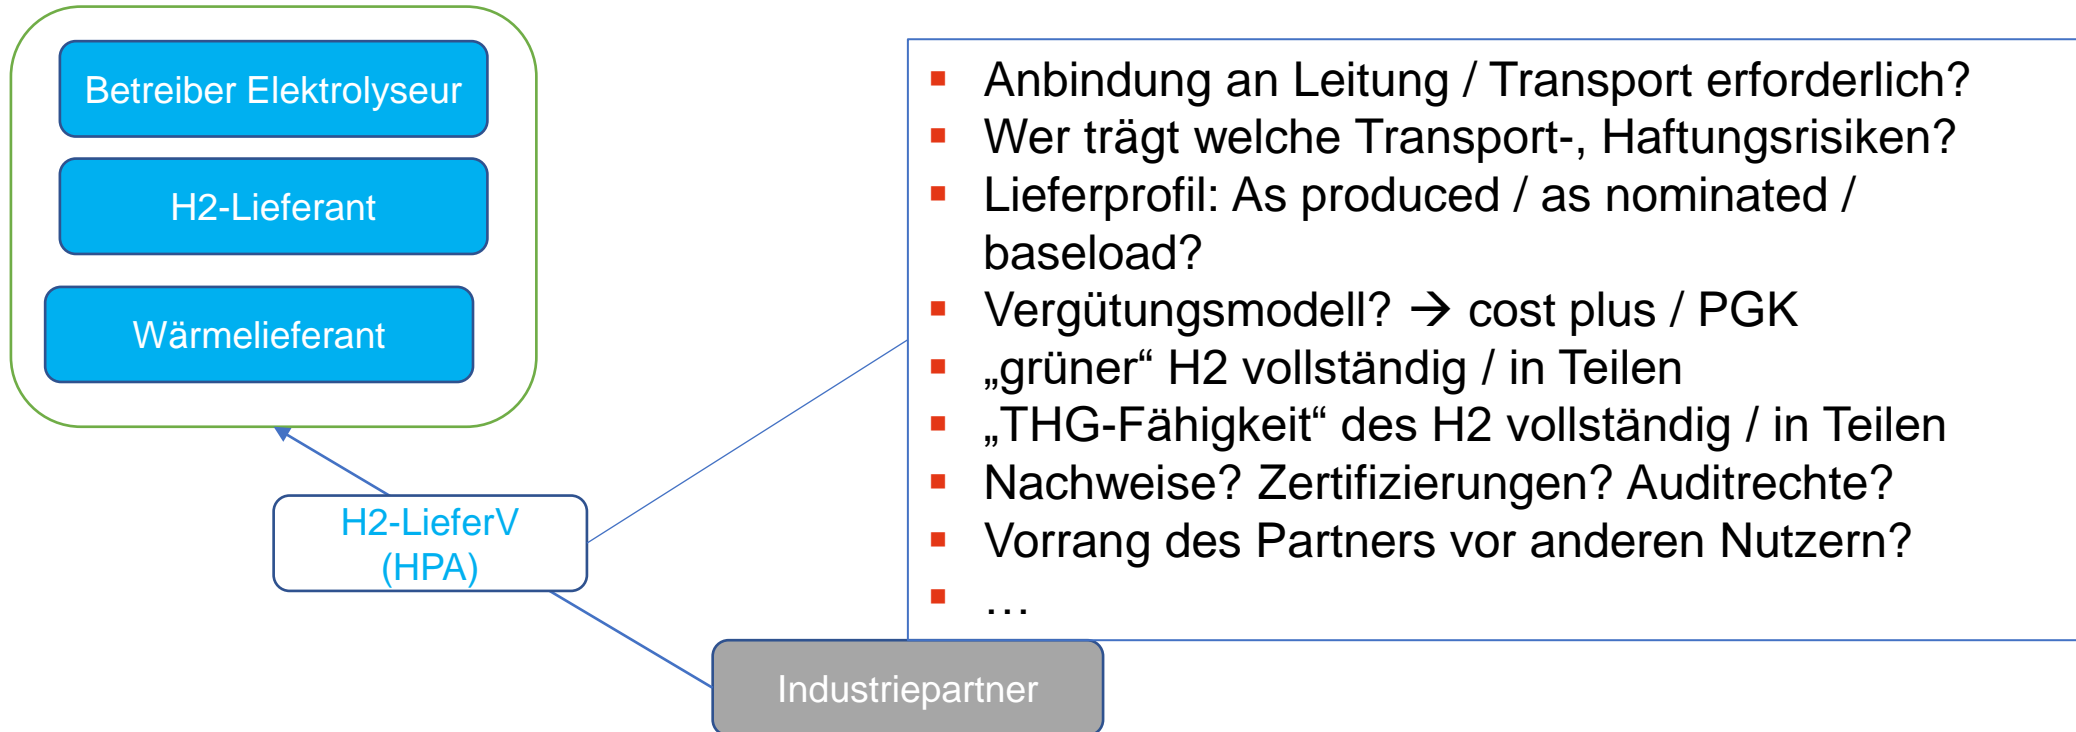 Betreiber Elektrolyseur
H2-Lieferant
Wärmelieferant
H2-LieferV
(HPA)
Industriepartner
▪ Anbindung an Leitung / Transport erforderlich?
▪ Wer trägt welche Transport-, Haftungsrisiken?
▪ Lieferprofil: As produced / as nominated /
baseload?
▪ Vergütungsmodell? → cost plus / PGK
▪ „grüner“ H2 vollständig / in Teilen
▪ „THG-Fähigkeit“ des H2 vollständig / in Teilen
▪ Nachweise? Zertifizierungen? Auditrechte?
▪ Vorrang des Partners vor anderen Nutzern?
▪ …